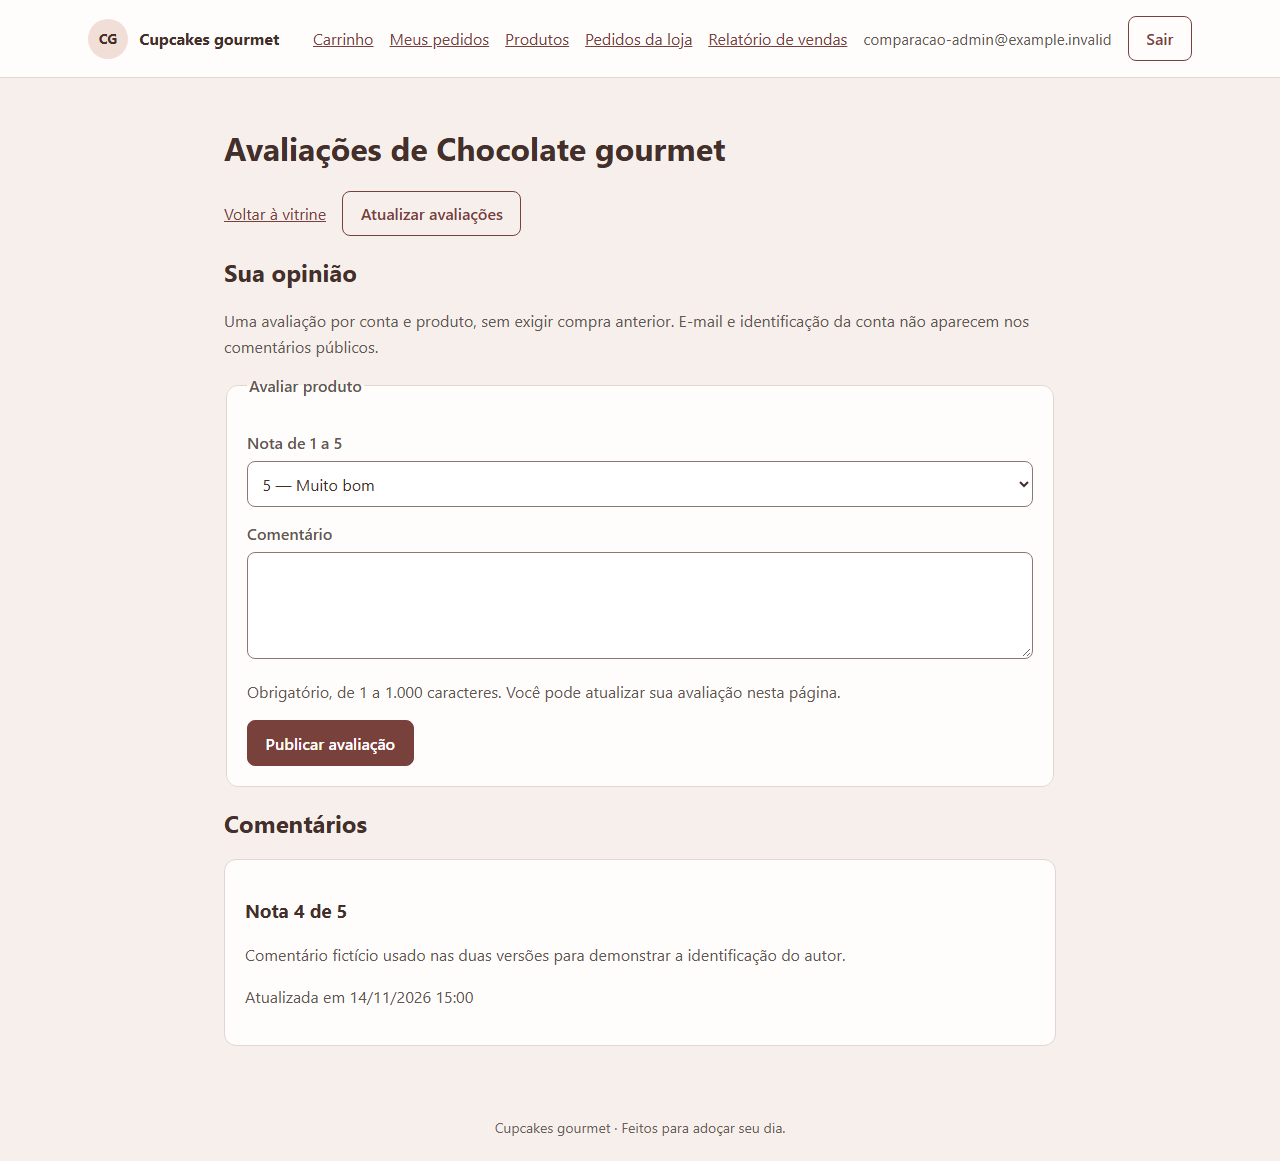 CG Cupcakes gourmet Carrinho Meus pedidos Produtos Pedidos da loja Relatório de vendas comparacao-admin@example.invalid Sair
Avaliações de Chocolate gourmet
Voltar à vitrine Atualizar avaliações
Sua opinião
Uma avaliação por conta e produto, sem exigir compra anterior. E-mail e identificação da conta não aparecem nos
comentários públicos.
Avaliar produto
Nota de 1 a 5
5 — Muito bom
Comentário
Obrigatório, de 1 a 1.000 caracteres. Você pode atualizar sua avaliação nesta página.
Publicar avaliação
Comentários
Nota 4 de 5
Comentário fictício usado nas duas versões para demonstrar a identificação do autor.
Atualizada em 14/11/2026 15:00
Cupcakes gourmet · Feitos para adoçar seu dia.